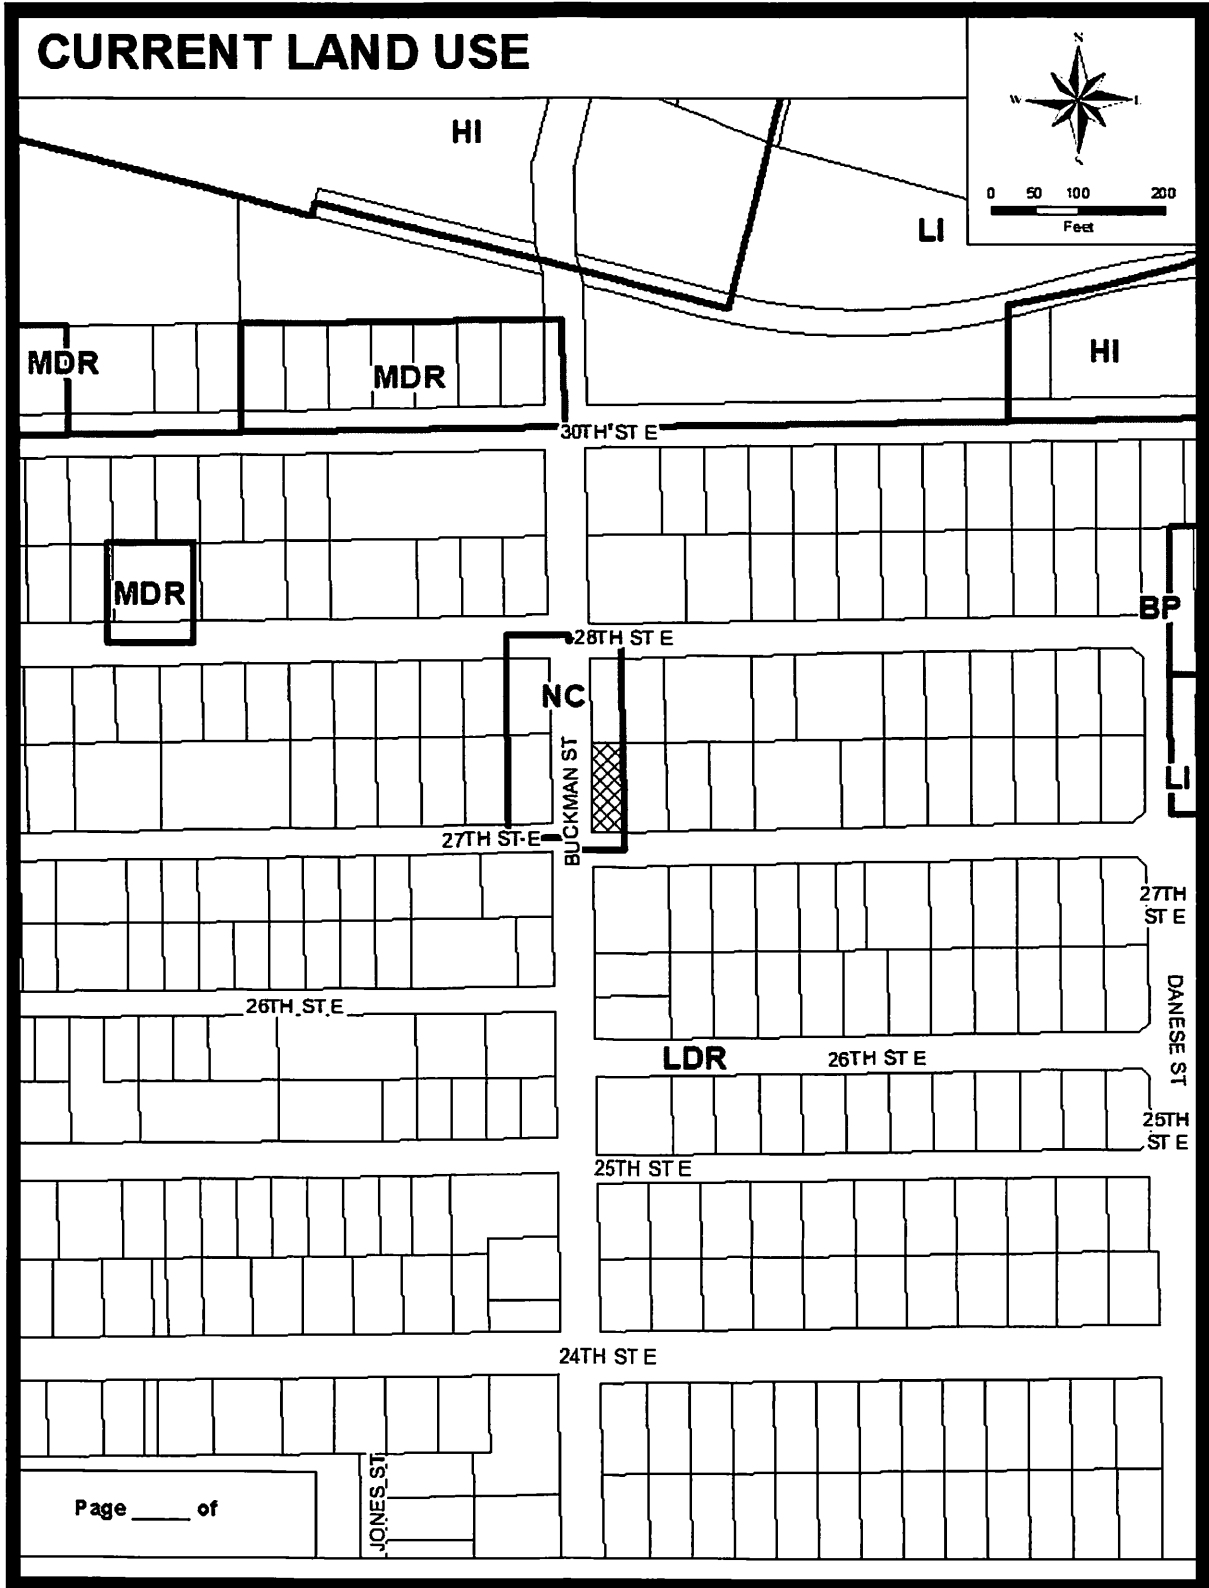 CURRENT LAND USE
N
W
S
0 50 100 200
Feet
HI
LI
MDR
MDR
HI
30TH ST E
MDR
BP
28TH ST E
NC
BUCKMAN ST
LI
27TH ST E
27TH
ST E
26TH ST E
DANESE ST
LDR
26TH ST E
25TH
ST E
25TH ST E
24TH ST E
JONES ST
Page ____ of